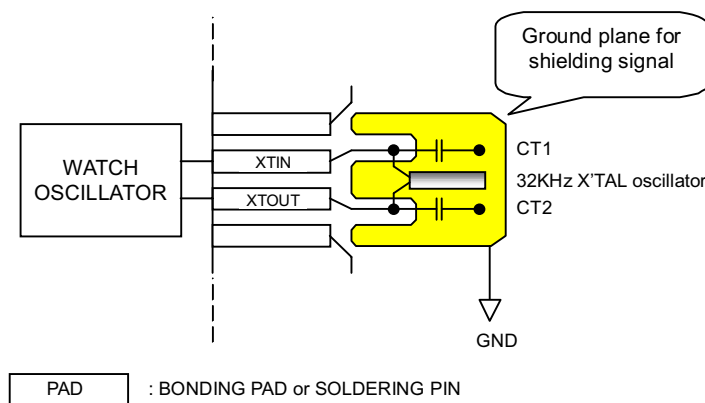 Ground plane for
shielding signal
WATCH
OSCILLATOR
XTIN
XTOUT
CT1
32KHz X'TAL oscillator
CT2
GND
PAD : BONDING PAD or SOLDERING PIN